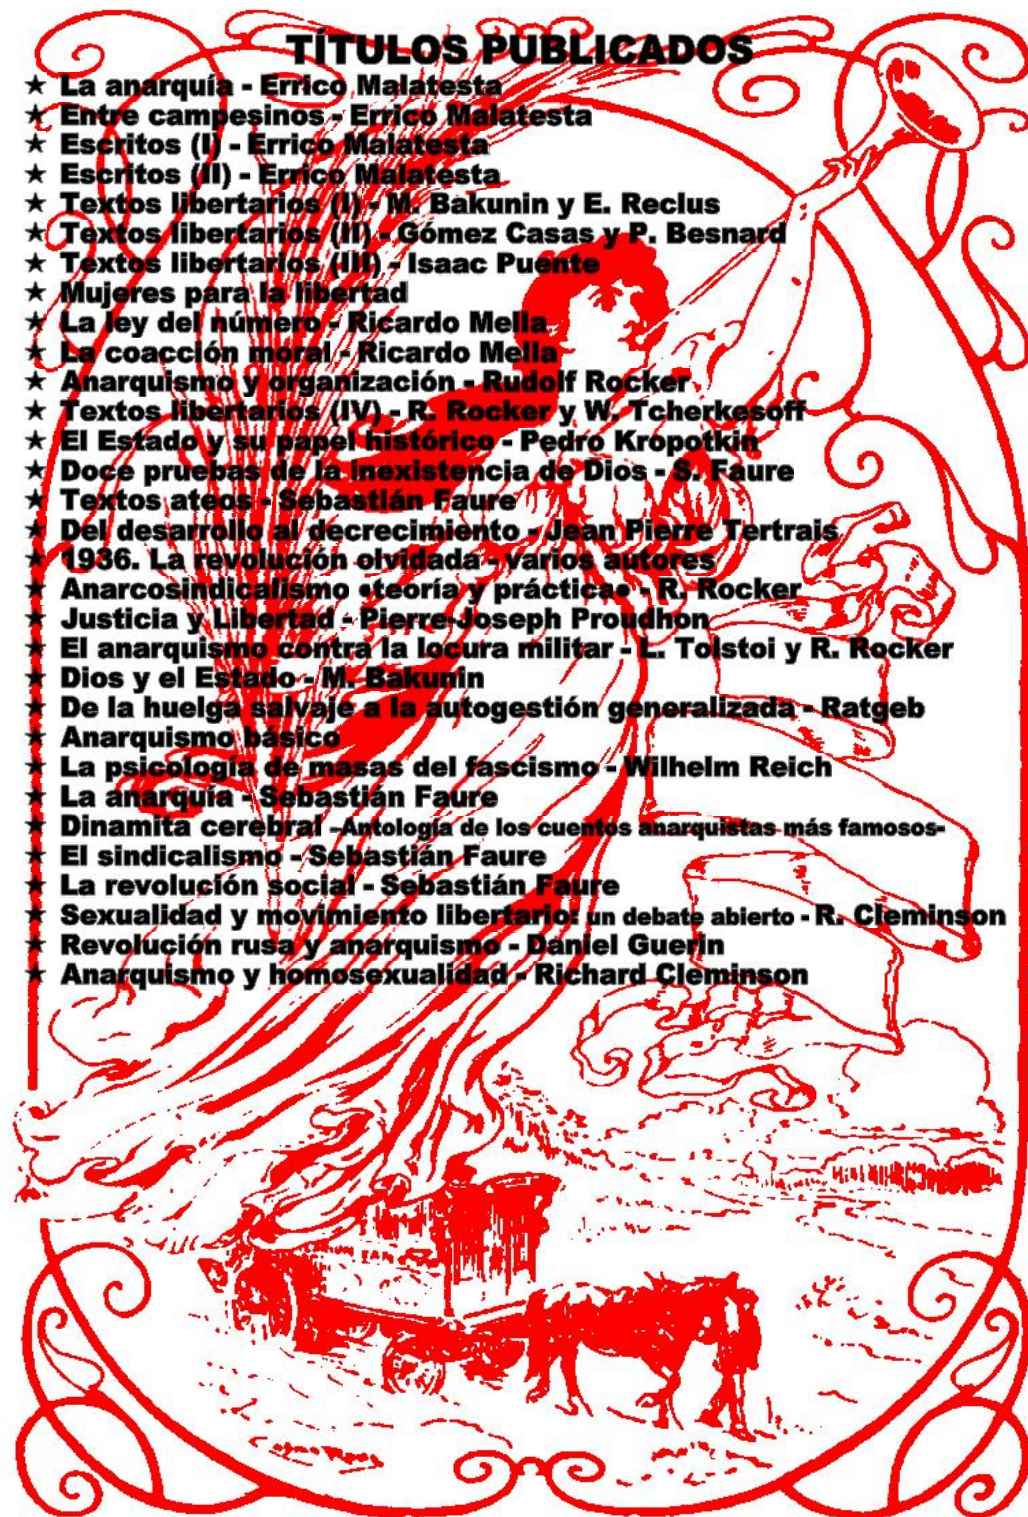 TÍTULOS PUBLICADOS
★ La anarquía - Errico Malatesta
★ Entre campesinos - Errico Malatesta
★ Escritos (I) - Errico Malatesta
★ Escritos (II) - Errico Malatesta
★ Textos libertarios (I) - M. Bakunin y E. Reclus
★ Textos libertarios (II) - Gómez Casas y P. Besnard
★ Textos libertarios (III) - Isaac Puente
★ Mujeres para la libertad
★ La ley del número - Ricardo Mella
★ La coacción moral - Ricardo Mella
★ Anarquismo y organización - Rudolf Rocker
★ Textos libertarios (IV) - R. Rocker y W. Tcherkesoff
★ El Estado y su papel histórico - Pedro Kropotkin
★ Doce pruebas de la inexistencia de Dios - S. Faure
★ Textos ateos - Sebastián Faure
★ Del desarrollo al decrecimiento - Jean Pierre Tertrais
★ 1936. La revolución olvidada - varios autores
★ Anarcosindicalismo •teoría y práctica• - R. Rocker
★ Justicia y Libertad - Pierre-Joseph Proudhon
★ El anarquismo contra la locura militar - L. Tolstoi y R. Rocker
★ Dios y el Estado - M. Bakunin
★ De la huelga salvaje a la autogestión generalizada - Ratgeb
★ Anarquismo básico
★ La psicología de masas del fascismo - Wilhelm Reich
★ La anarquía - Sebastián Faure
★ Dinamita cerebral -Antología de los cuentos anarquistas más famosos-
★ El sindicalismo - Sebastián Faure
★ La revolución social - Sebastián Faure
★ Sexualidad y movimiento libertario: un debate abierto - R. Cleminson
★ Revolución rusa y anarquismo - Daniel Guerin
★ Anarquismo y homosexualidad - Richard Cleminson